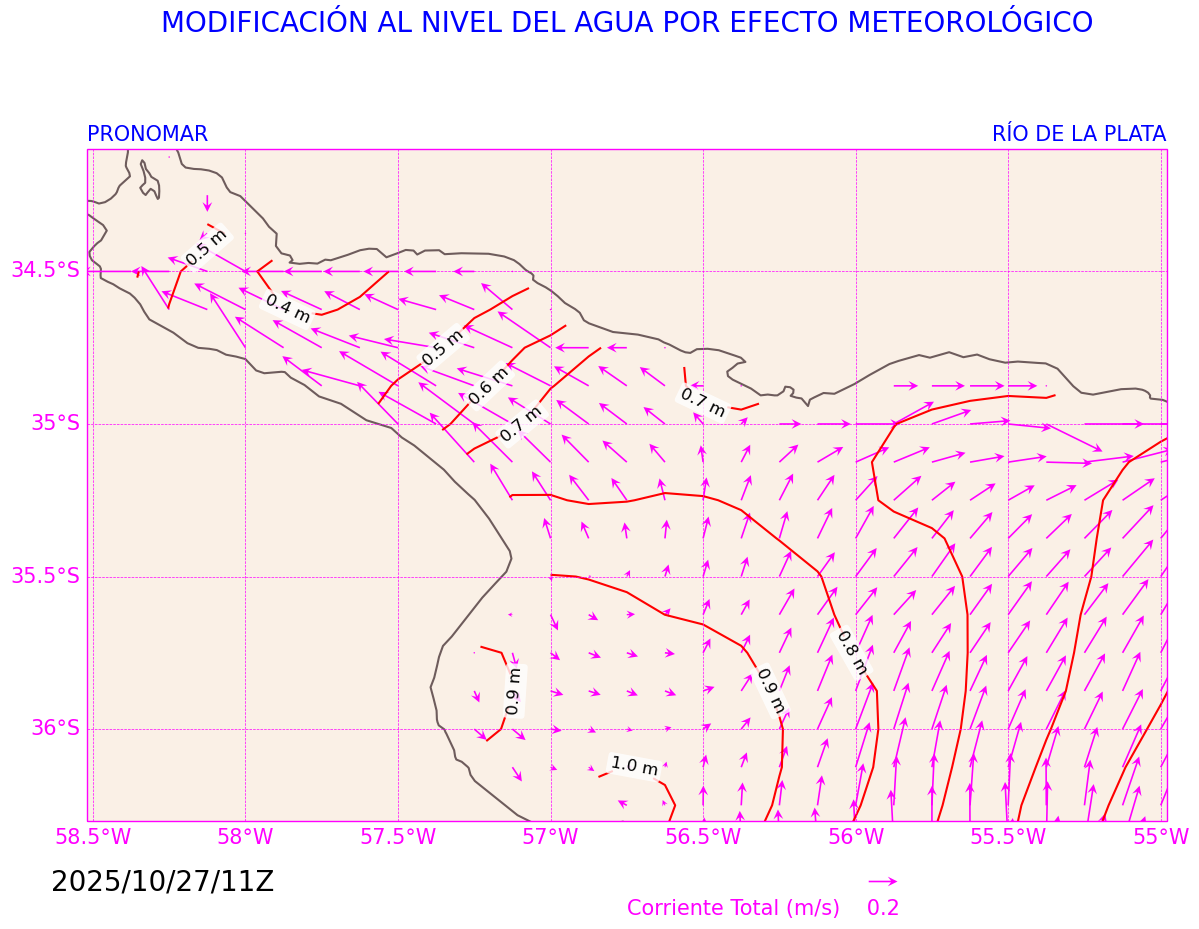 MODIFICACIÓN AL NIVEL DEL AGUA POR EFECTO METEOROLÓGICO
PRONOMAR
RÍO DE LA PLATA
34.5°S
35°S
35.5°S
36°S
0.5 m
0.4 m
0.5 m
0.6 m
0.7 m
0.7 m
0.8 m
0.9 m
0.9 m
1.0 m
58.5°W
58°W
57.5°W
57°W
56.5°W
56°W
55.5°W
55°W
2025/10/27/11Z
Corriente Total (m/s)
0.2